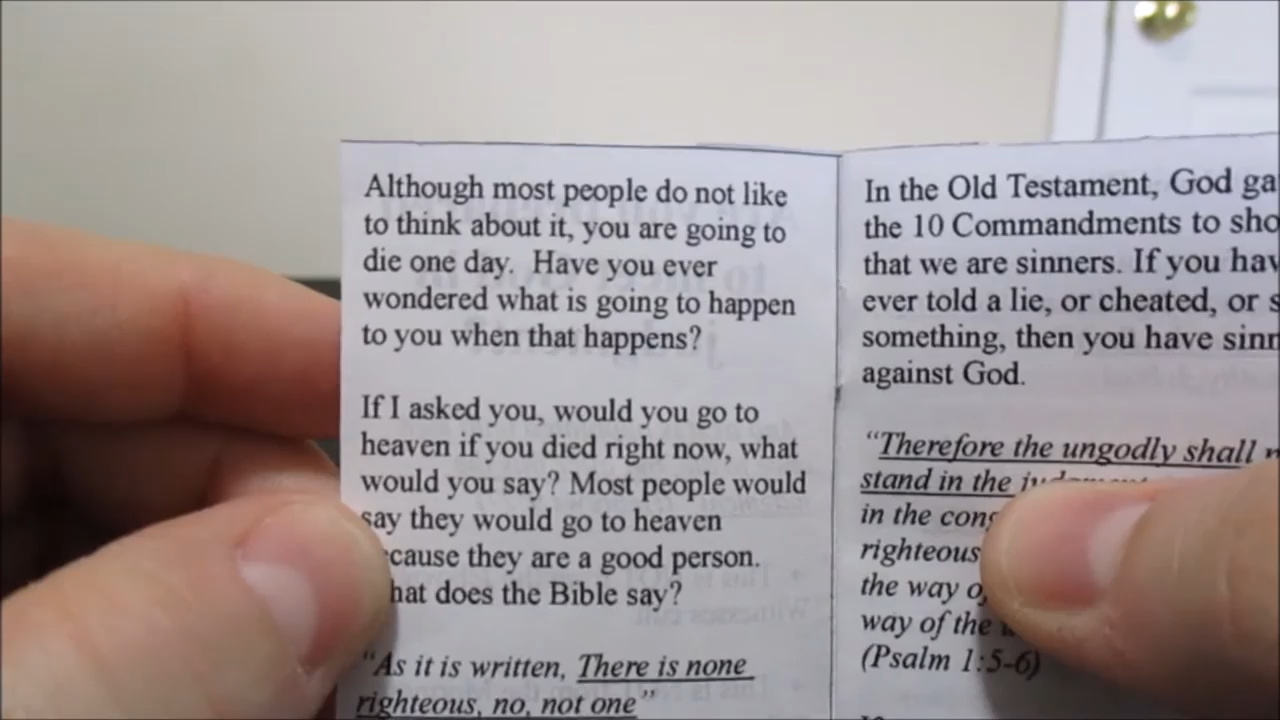 Although most people do not like
to think about it, you are going to
die one day. Have you ever
wondered what is going to happen
to you when that happens?
If I asked you, would you go to
heaven if you died right now, what
would you say? Most people would
say they would go to heaven
cause they are a good person.
hat does the Bible say?
"As it is written, There is none
righteous, no, not one"
In the Old Testament, God ga
the 10 Commandments to sho
that we are sinners. If you hav
ever told a lie, or cheated, or s
something, then you have sinn
against God.
"Therefore the ungodly shall n
stand in the
in the cong
righteous
the way o
way of the
(Psalm 1:5-6)